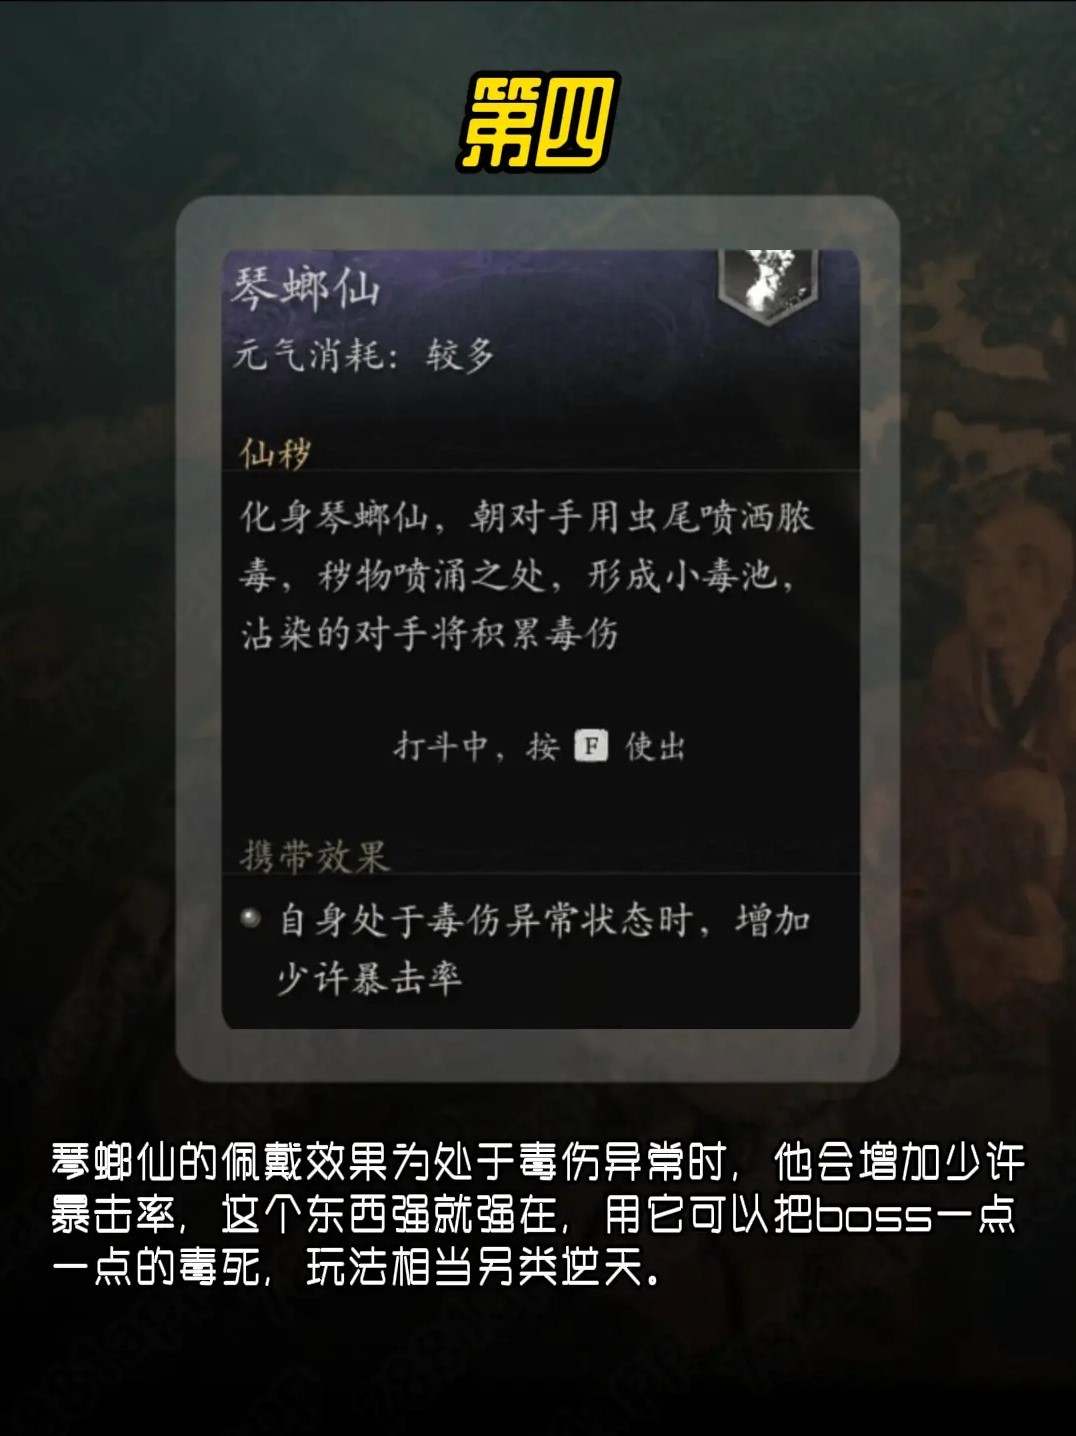 第四
琴螂仙
元气消耗：较多
仙秽
化身琴螂仙，朝对手用虫尾喷洒脓
毒，秽物喷涌之处，形成小毒池，
沾染的对手将积累毒伤
打斗中，按 F 使出
携带效果
自身处于毒伤异常状态时，增加
少许暴击率
琴螂仙的佩戴效果为处于毒伤异常时，他会增加少许
暴击率，这个东西强就强在，用它可以把boss一点
一点的毒死，玩法相当另类逆天。